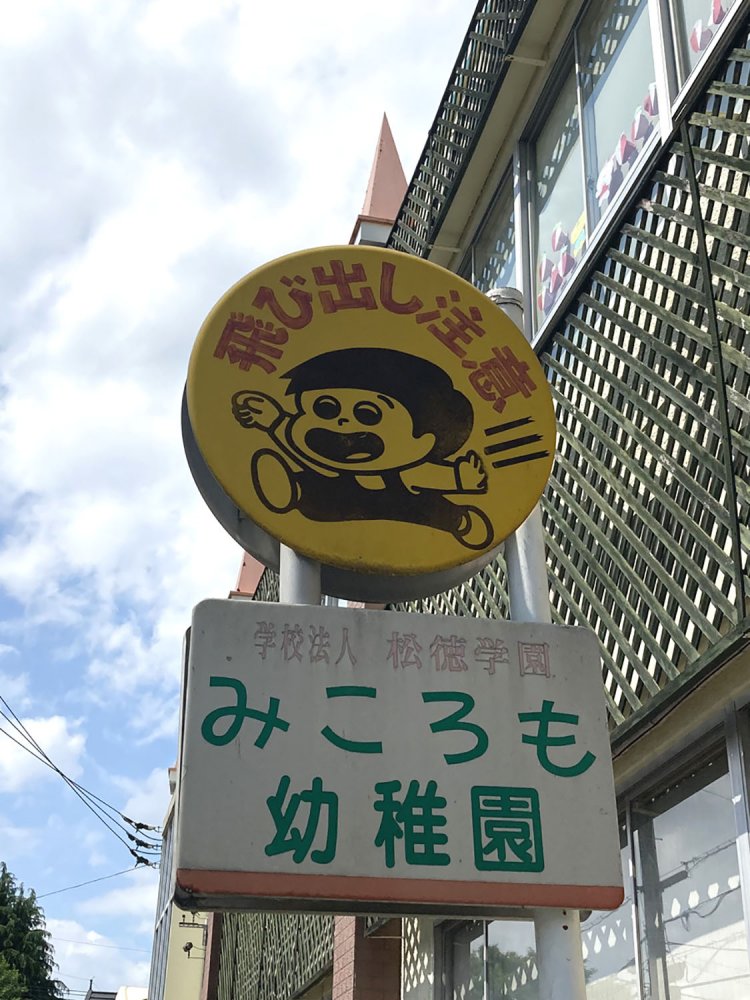 飛び出し注意
学校法人 松徳学園
みころも
幼稚園